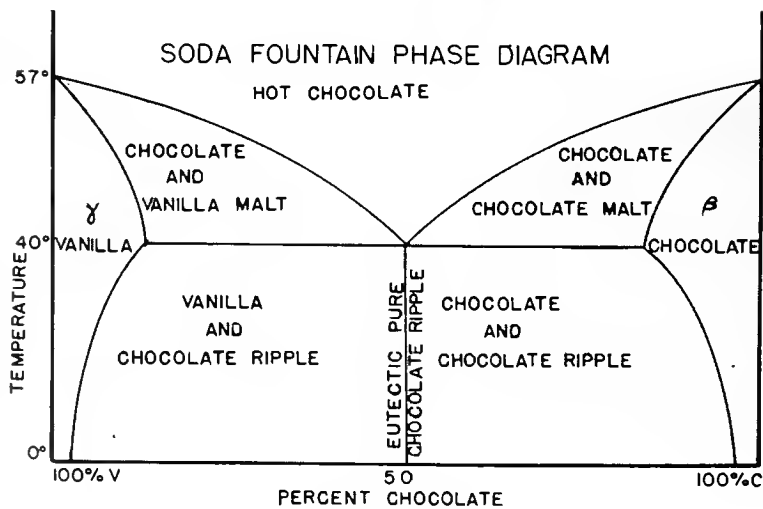 SODA FOUNTAIN PHASE DIAGRAM
57°
HOT CHOCOLATE
CHOCOLATE
AND
VANILLA MALT
CHOCOLATE
AND
CHOCOLATE MALT
γ
VANILLA
β
CHOCOLATE
40°
TEMPERATURE
VANILLA
AND
CHOCOLATE RIPPLE
EUTECTIC PURE
CHOCOLATE RIPPLE
CHOCOLATE
AND
CHOCOLATE RIPPLE
0°
100% V
50
100% C
PERCENT CHOCOLATE